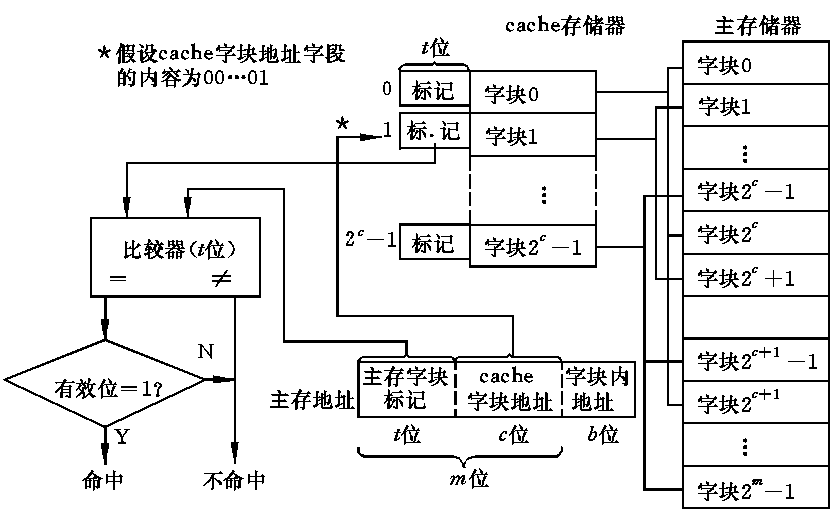 cache存储器
主存储器
*假设cache字块地址字段
的内容为00…01
t位
0
标记
字块0
字块0
*
1
标.记
字块1
字块1
⋮
⋮
字块2^c－1
2^c－1
标记
字块2^c－1
字块2^c
字块2^c＋1
比较器(t位)
＝ ≠
字块2^(c+1)－1
字块2^(c+1)
⋮
字块2^m－1
有效位＝1？
N
Y
命中
不命中
主存地址
主存字块
标记
cache
字块地址
字块内
地址
t位
c位
b位
m位